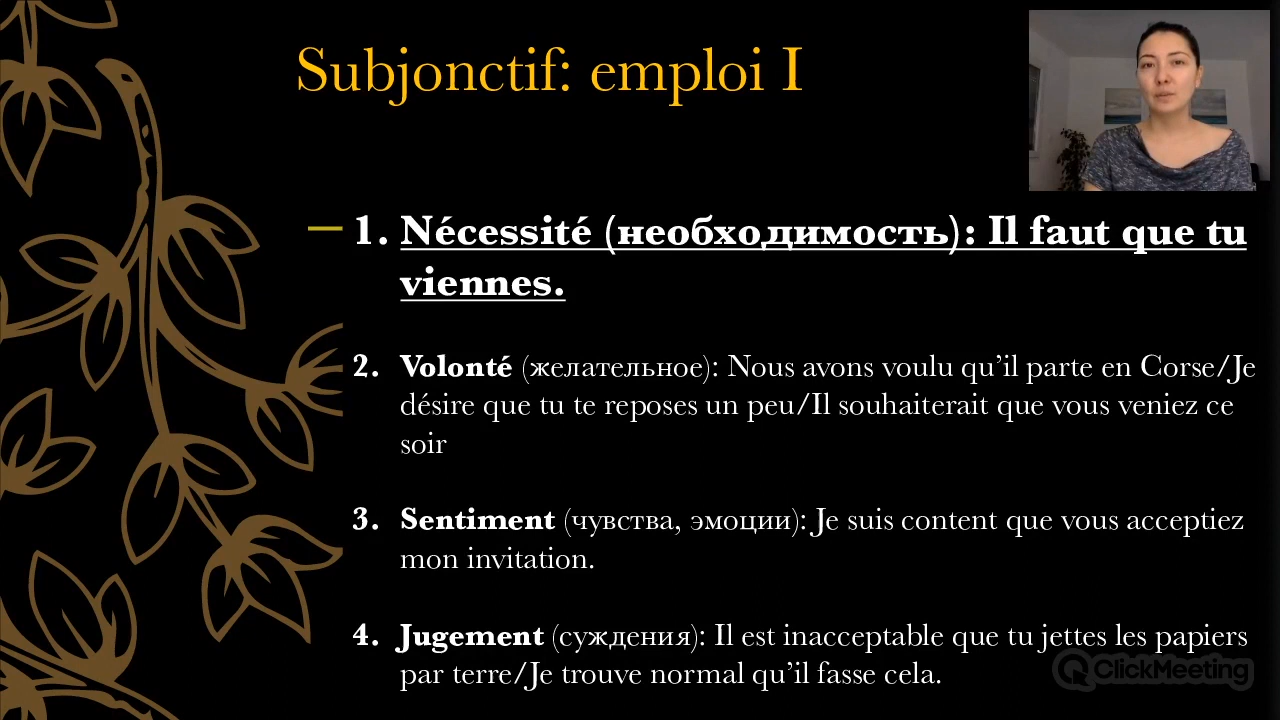 Subjonctif: emploi I
1. Nécessité (необходимость): Il faut que tu
viennes.
2. Volonté (желательное): Nous avons voulu qu’il parte en Corse/Je
désire que tu te reposes un peu/Il souhaiterait que vous veniez ce
soir
3. Sentiment (чувства, эмоции): Je suis content que vous acceptiez
mon invitation.
4. Jugement (суждения): Il est inacceptable que tu jettes les papiers
par terre/Je trouve normal qu’il fasse cela.
ClickMeeting